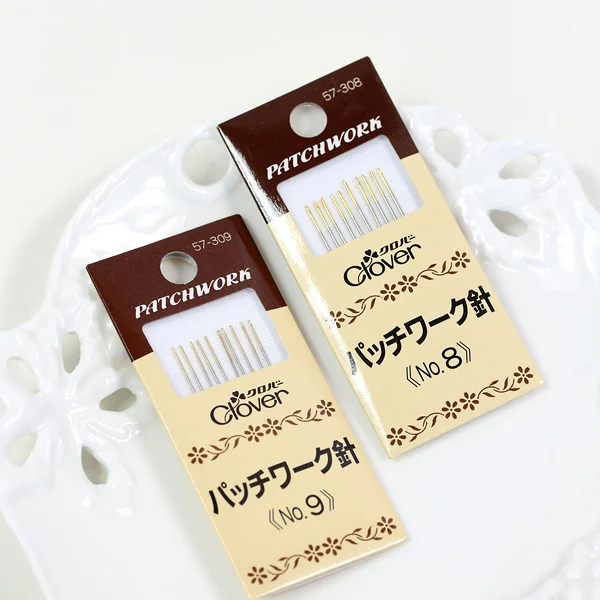 57-308
PATCHWORK
クロバー
Clover
パッチワーク針
《No.8》
57-309
PATCHWORK
クロバー
Clover
パッチワーク針
《No.9》